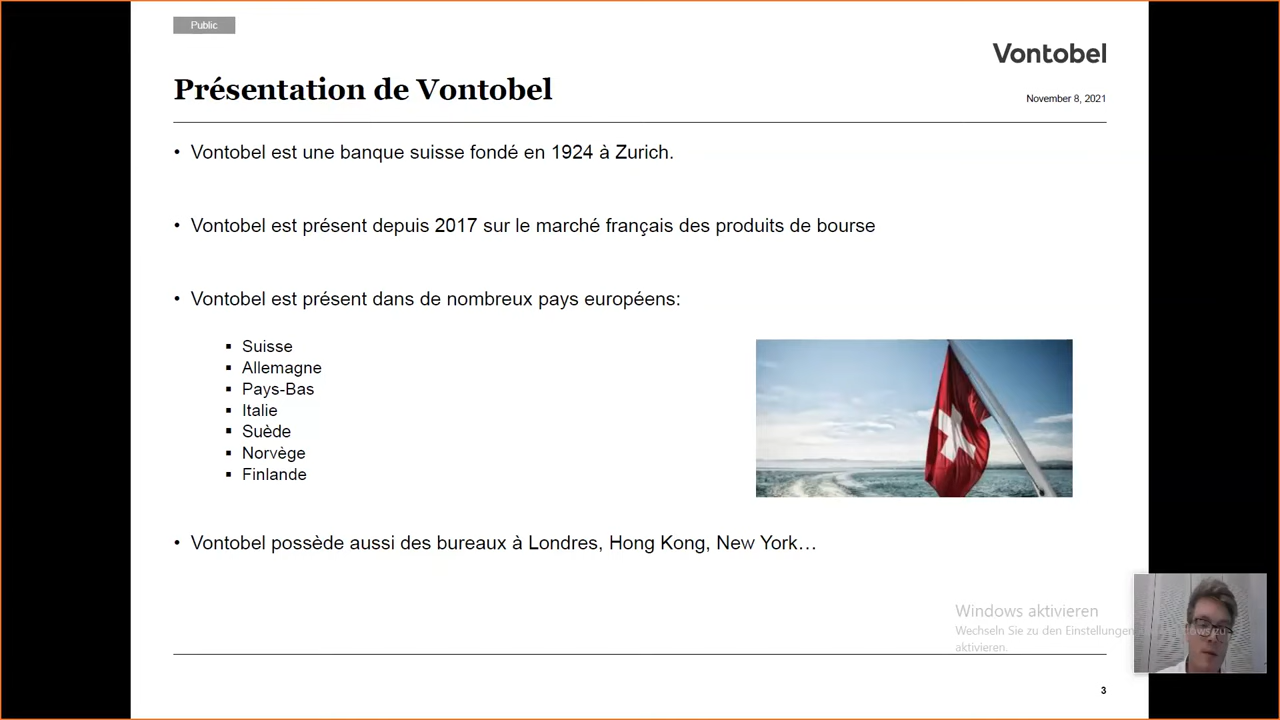 Public
Vontobel
Présentation de Vontobel
November 8, 2021
• Vontobel est une banque suisse fondé en 1924 à Zurich.
• Vontobel est présent depuis 2017 sur le marché français des produits de bourse
• Vontobel est présent dans de nombreux pays européens:
▪ Suisse
▪ Allemagne
▪ Pays-Bas
▪ Italie
▪ Suède
▪ Norvège
▪ Finlande
• Vontobel possède aussi des bureaux à Londres, Hong Kong, New York…
Windows aktivieren
Wechseln Sie zu den Einstellungen zu
aktivieren.
3